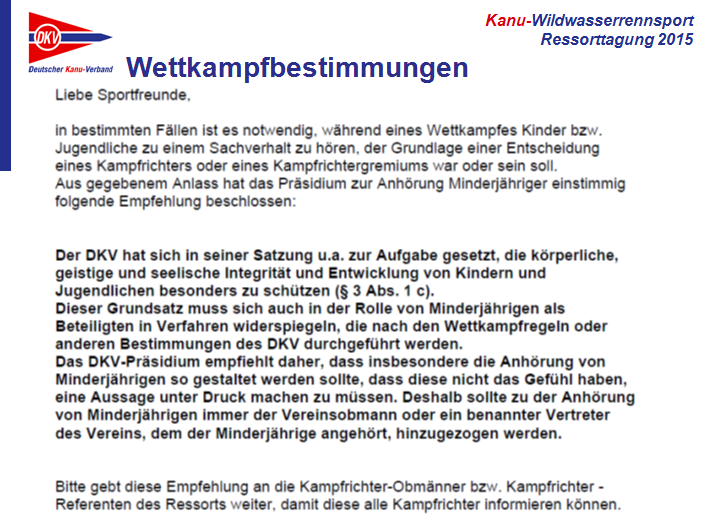 Kanu-Wildwasserrennsport
Ressorttagung 2015
DKV
Deutscher Kanu-Verband
Wettkampfbestimmungen
Liebe Sportfreunde,
in bestimmten Fällen ist es notwendig, während eines Wettkampfes Kinder bzw.
Jugendliche zu einem Sachverhalt zu hören, der Grundlage einer Entscheidung
eines Kampfrichters oder eines Kampfrichtergremiums war oder sein soll.
Aus gegebenem Anlass hat das Präsidium zur Anhörung Minderjähriger einstimmig
folgende Empfehlung beschlossen:
Der DKV hat sich in seiner Satzung u.a. zur Aufgabe gesetzt, die körperliche,
geistige und seelische Integrität und Entwicklung von Kindern und
Jugendlichen besonders zu schützen (§ 3 Abs. 1 c).
Dieser Grundsatz muss sich auch in der Rolle von Minderjährigen als
Beteiligten in Verfahren widerspiegeln, die nach den Wettkampfregeln oder
anderen Bestimmungen des DKV durchgeführt werden.
Das DKV-Präsidium empfiehlt daher, dass insbesondere die Anhörung von
Minderjährigen so gestaltet werden sollte, dass diese nicht das Gefühl haben,
eine Aussage unter Druck machen zu müssen. Deshalb sollte zu der Anhörung
von Minderjährigen immer der Vereinsobmann oder ein benannter Vertreter
des Vereins, dem der Minderjährige angehört, hinzugezogen werden.
Bitte gebt diese Empfehlung an die Kampfrichter-Obmänner bzw. Kampfrichter -
Referenten des Ressorts weiter, damit diese alle Kampfrichter informieren können.